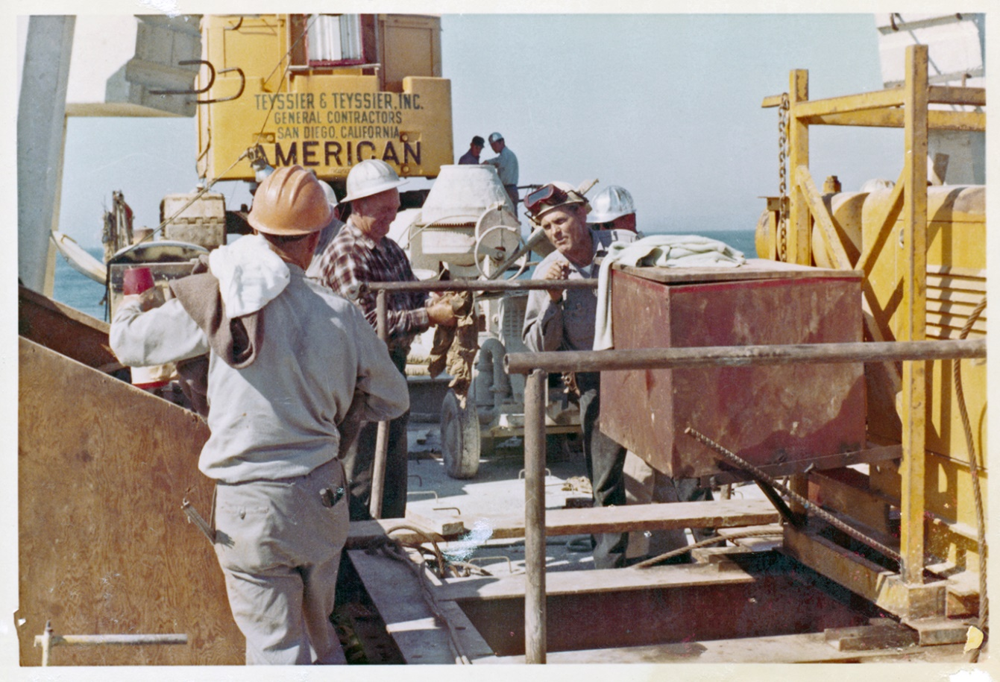 TEYSSIER & TEYSSIER, INC.
GENERAL CONTRACTORS
SAN DIEGO, CALIFORNIA
AMERICAN